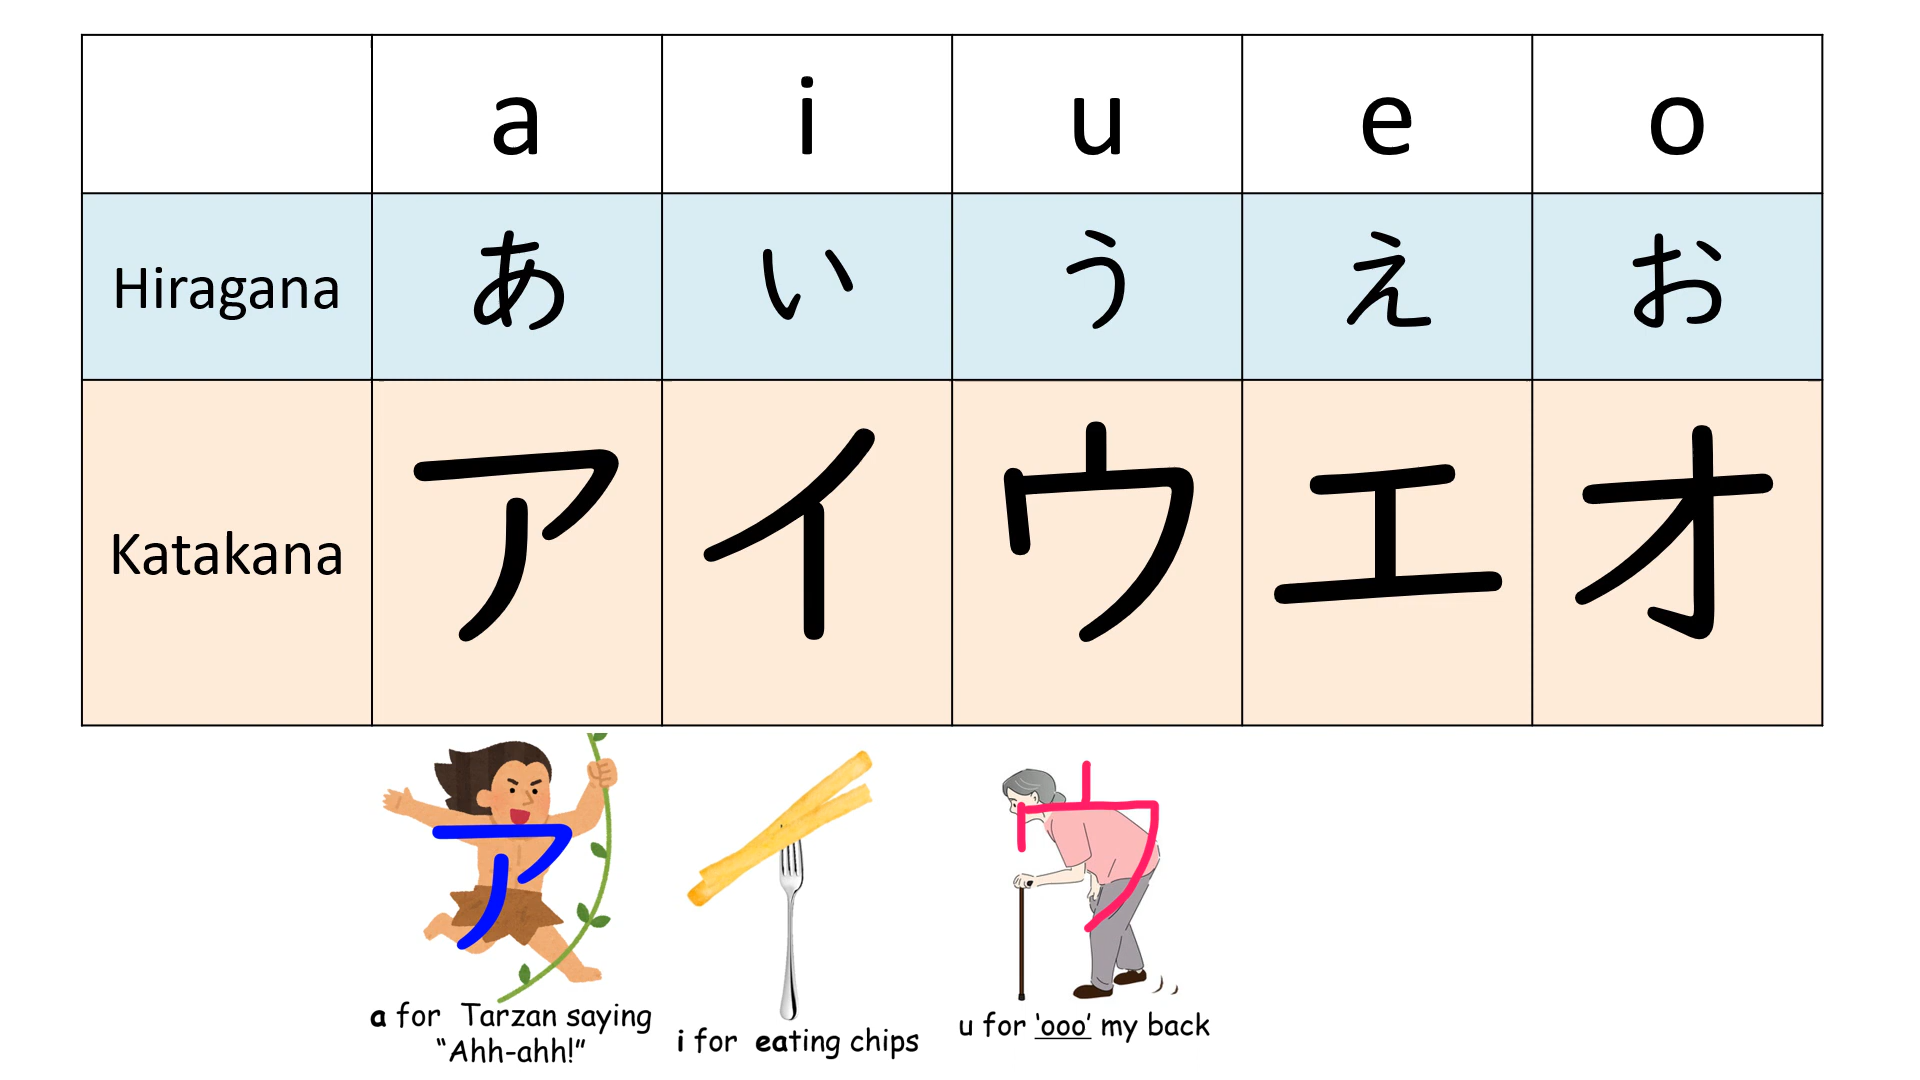 a i u e o
Hiragana あ い う え お
Katakana ア イ ウ エ オ
ア
ウ
a for Tarzan saying
“Ahh-ahh!”
i for eating chips
u for ‘ooo’ my back